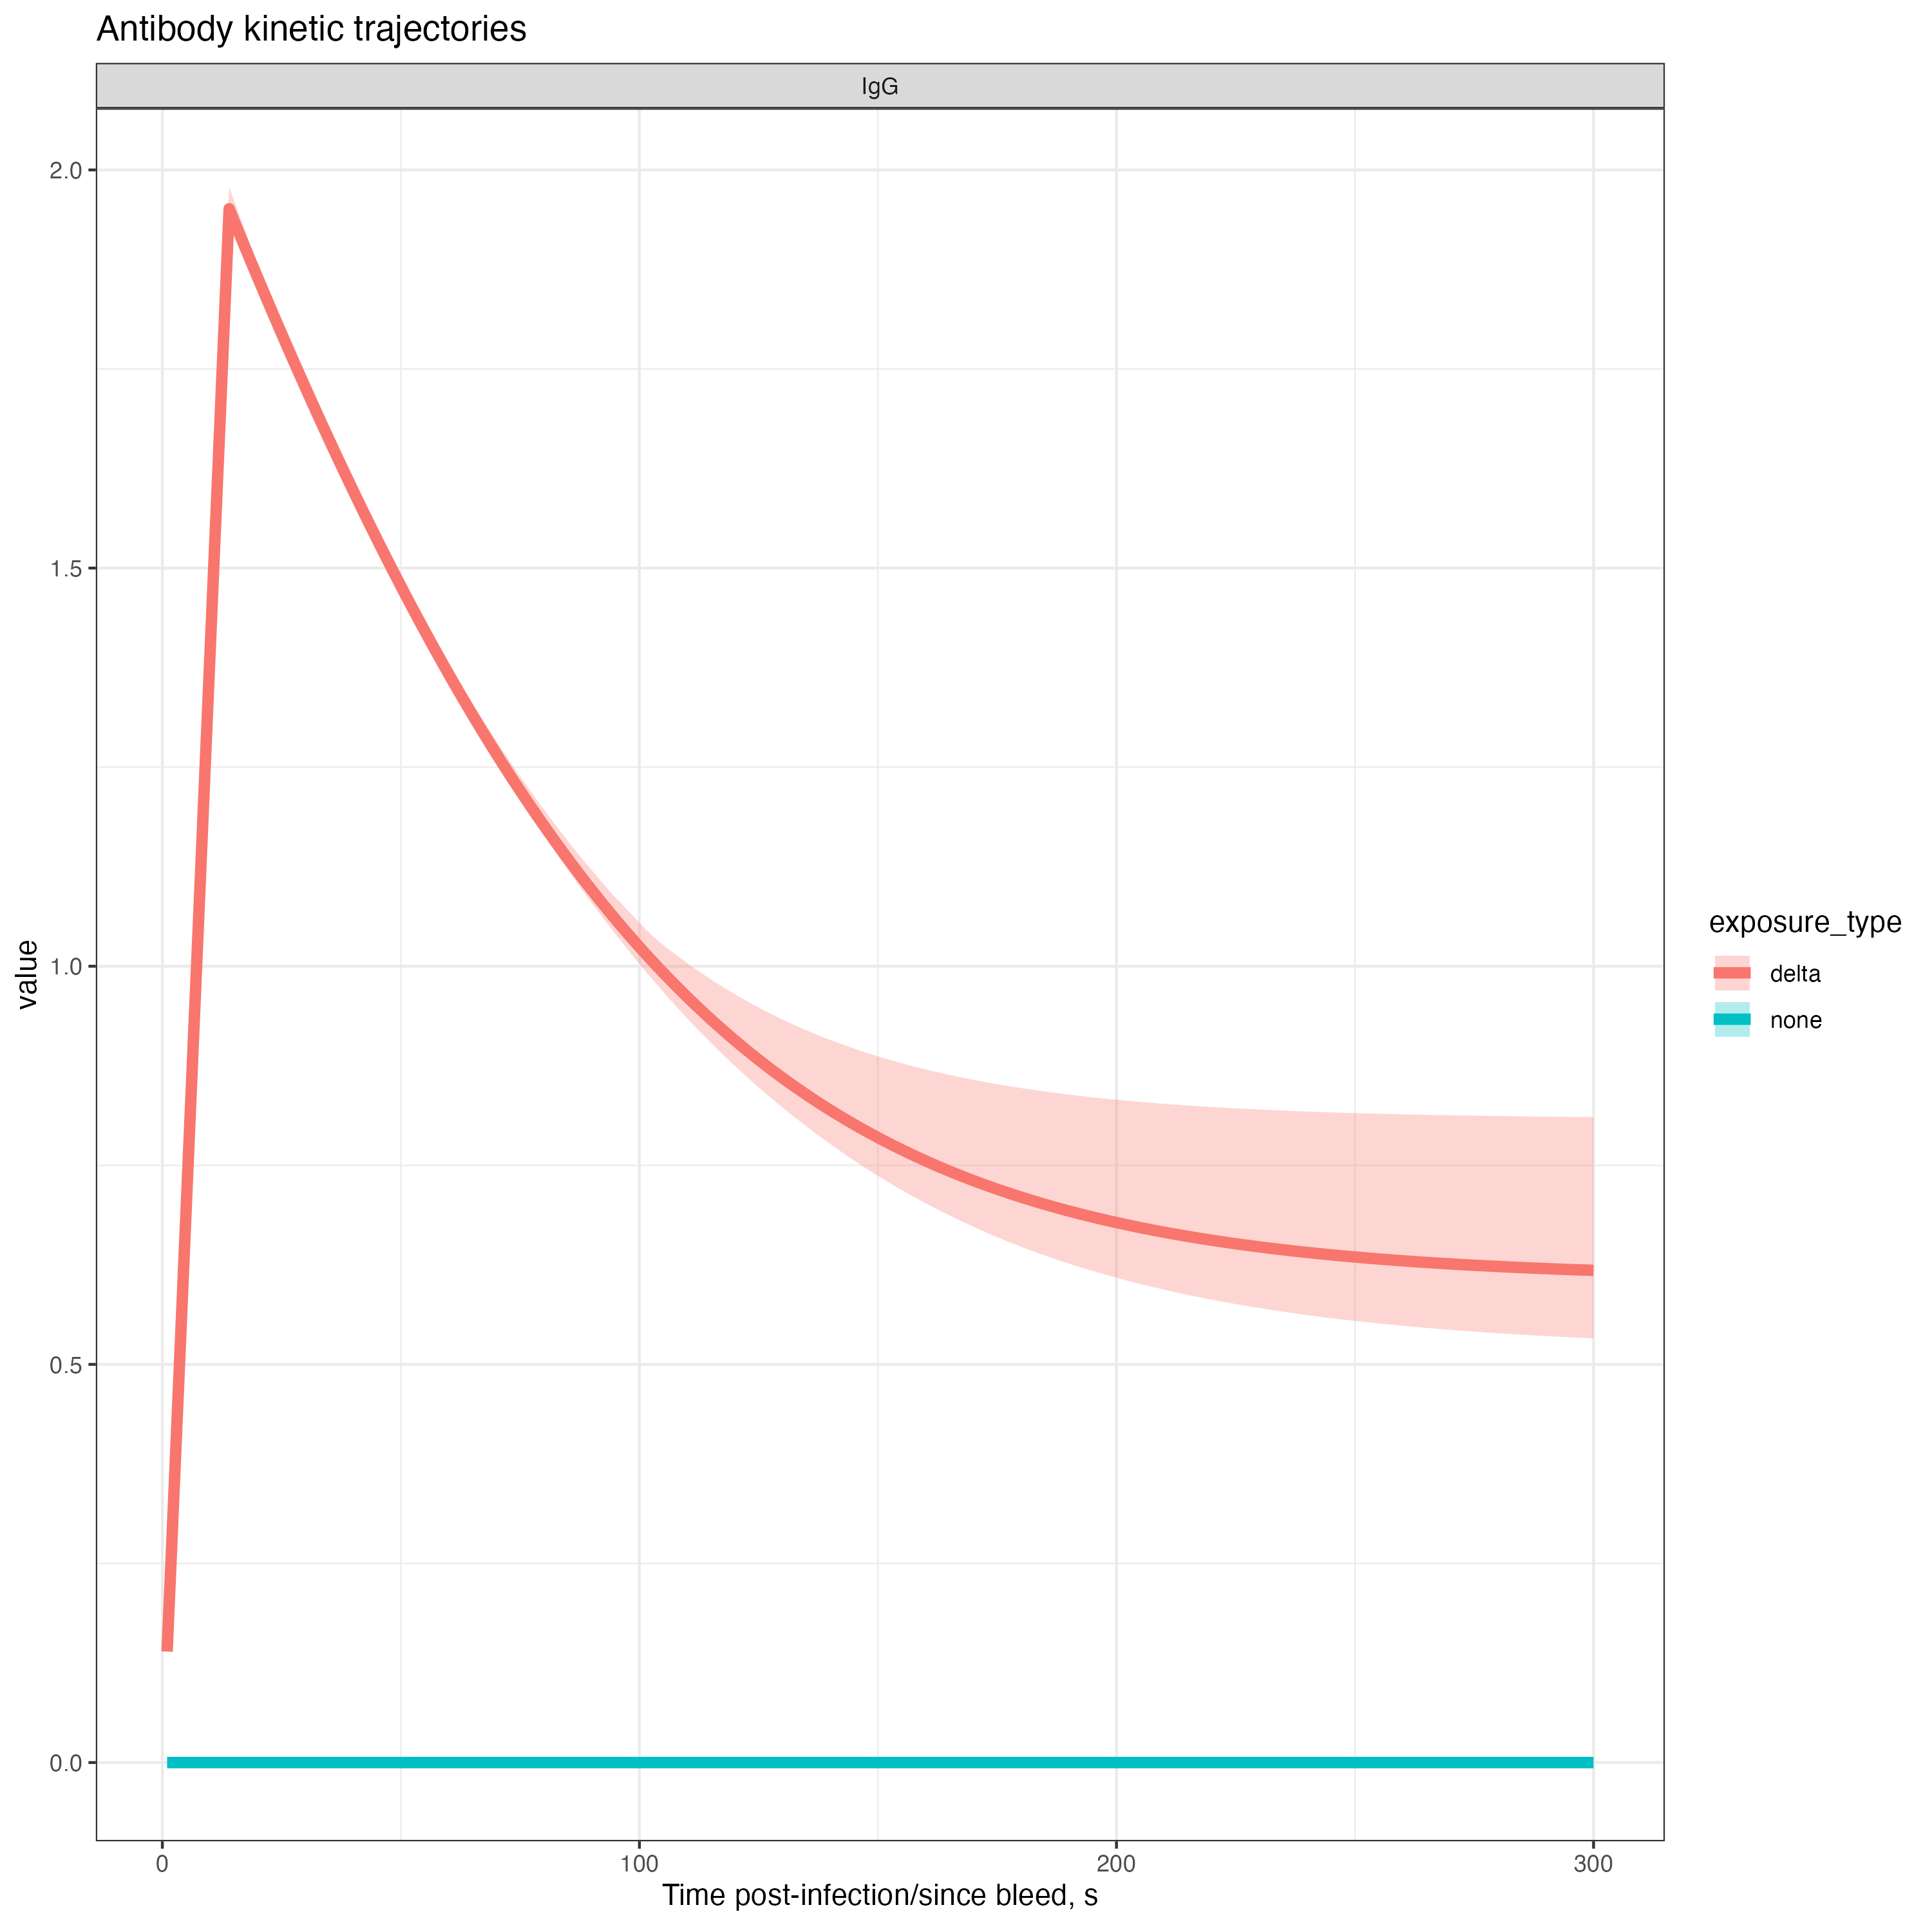 Antibody kinetic trajectories
IgG
2.0
1.5
1.0
0.5
0.0
value
0 100 200 300
Time post-infection/since bleed, s
exposure_type
delta
none